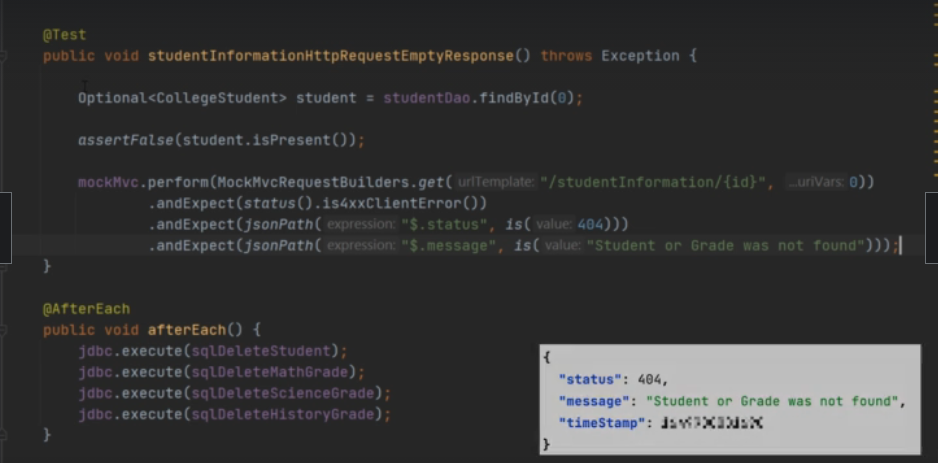 @Test
public void studentInformationHttpRequestEmptyResponse() throws Exception {
Optional<CollegeStudent> student = studentDao.findById(0);
assertFalse(student.isPresent());
mockMvc.perform(MockMvcRequestBuilders.get( urlTemplate: "/studentInformation/{id}", ...uriVars: 0))
.andExpect(status().is4xxClientError())
.andExpect(jsonPath( expression: "$.status", is( value: 404)))
.andExpect(jsonPath( expression: "$.message", is( value: "Student or Grade was not found")));
}
@AfterEach
public void afterEach() {
jdbc.execute(sqlDeleteStudent);
jdbc.execute(sqlDeleteMathGrade);
jdbc.execute(sqlDeleteScienceGrade);
jdbc.execute(sqlDeleteHistoryGrade);
}
{
"status": 404,
"message": "Student or Grade was not found",
"timeStamp":
}